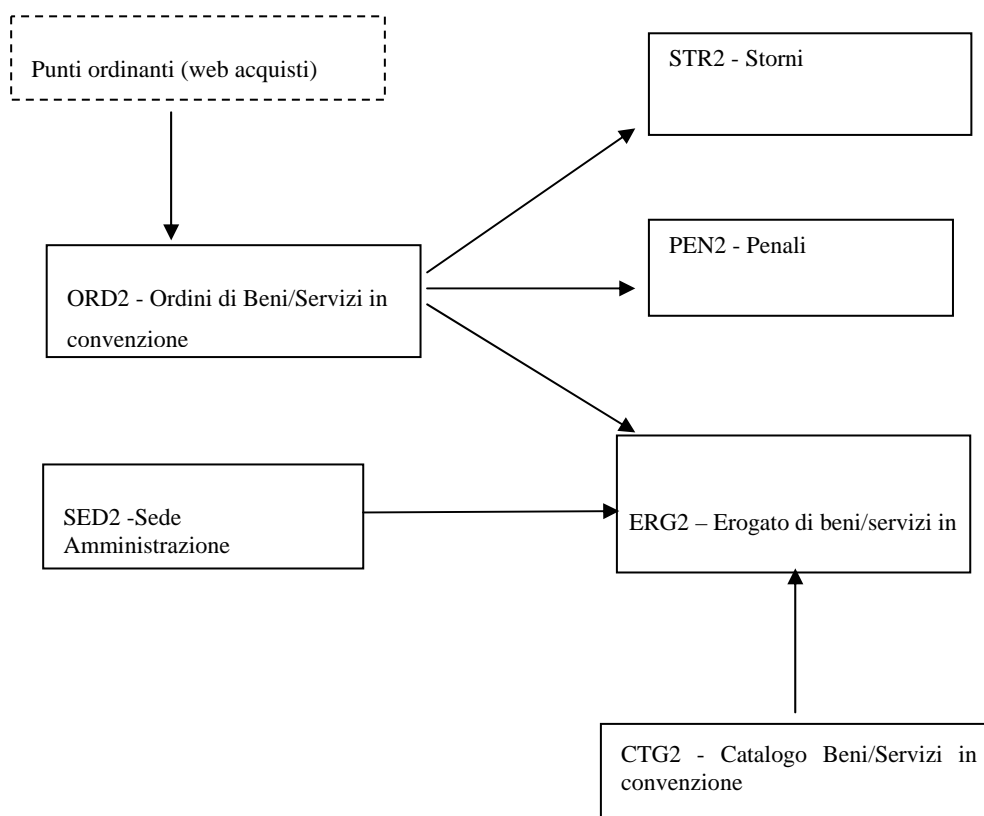 Punti ordinanti (web acquisti)
STR2 - Storni
PEN2 - Penali
ORD2 - Ordini di Beni/Servizi in
convenzione
SED2 -Sede
Amministrazione
ERG2 – Erogato di beni/servizi in
CTG2 - Catalogo Beni/Servizi in
convenzione